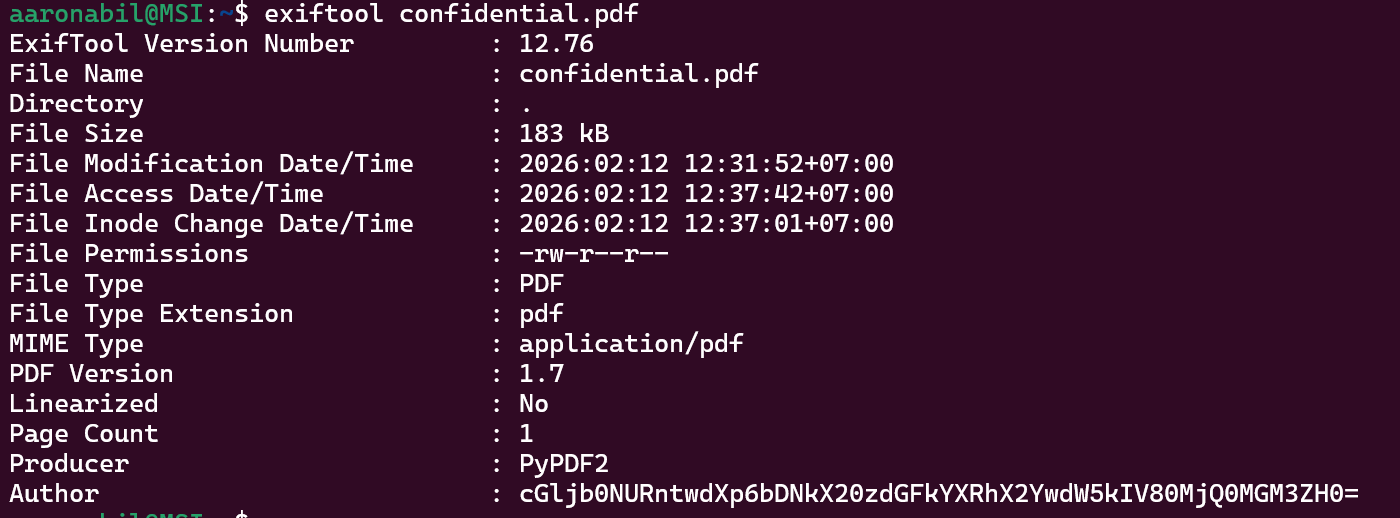 aaronabil@MSI:~$ exiftool confidential.pdf
ExifTool Version Number : 12.76
File Name : confidential.pdf
Directory : .
File Size : 183 kB
File Modification Date/Time : 2026:02:12 12:31:52+07:00
File Access Date/Time : 2026:02:12 12:37:42+07:00
File Inode Change Date/Time : 2026:02:12 12:37:01+07:00
File Permissions : -rw-r--r--
File Type : PDF
File Type Extension : pdf
MIME Type : application/pdf
PDF Version : 1.7
Linearized : No
Page Count : 1
Producer : PyPDF2
Author : cGljb0NURntwdXp6bDNkX20zdGFkYXRhX2YwdW5kIV80MjQ0MGM3ZH0=